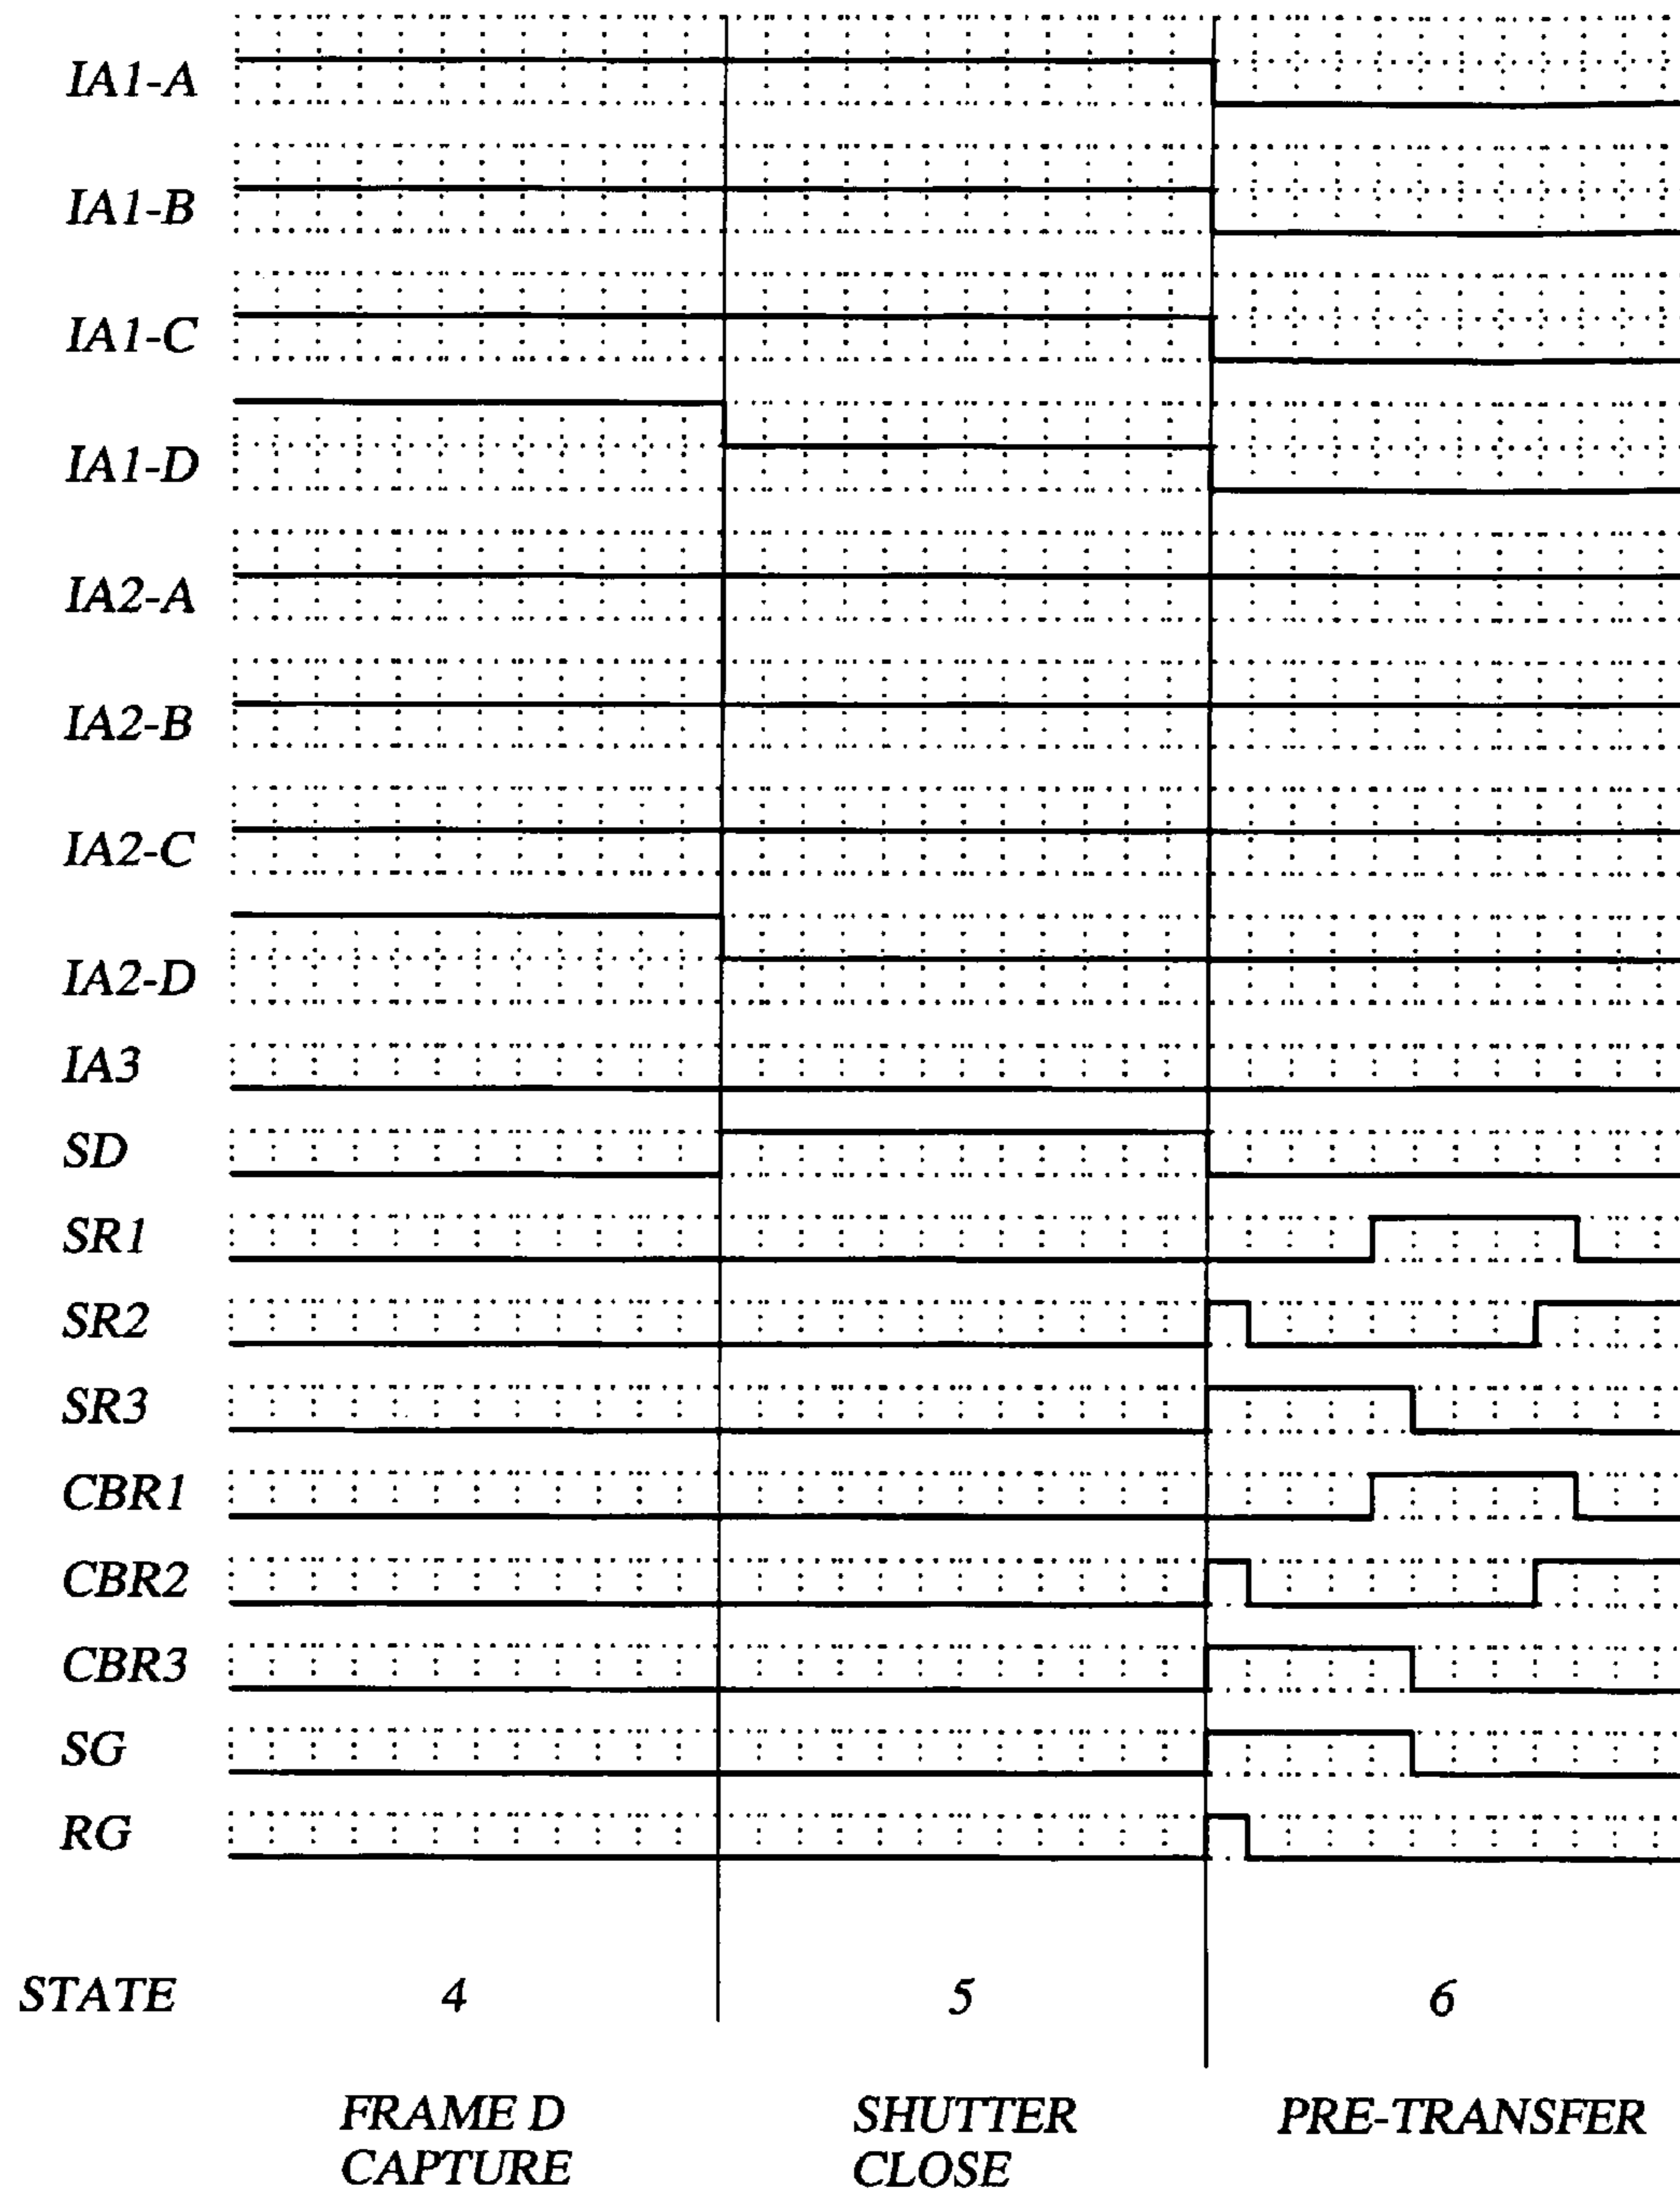 IA1-A
IA1-B
IA1-C
IA1-D
IA2-A
IA2-B
IA2-C
IA2-D
IA3
SD
SR1
SR2
SR3
CBR1
CBR2
CBR3
SG
RG
STATE 4 5 6
FRAME D CAPTURE
SHUTTER CLOSE
PRE-TRANSFER